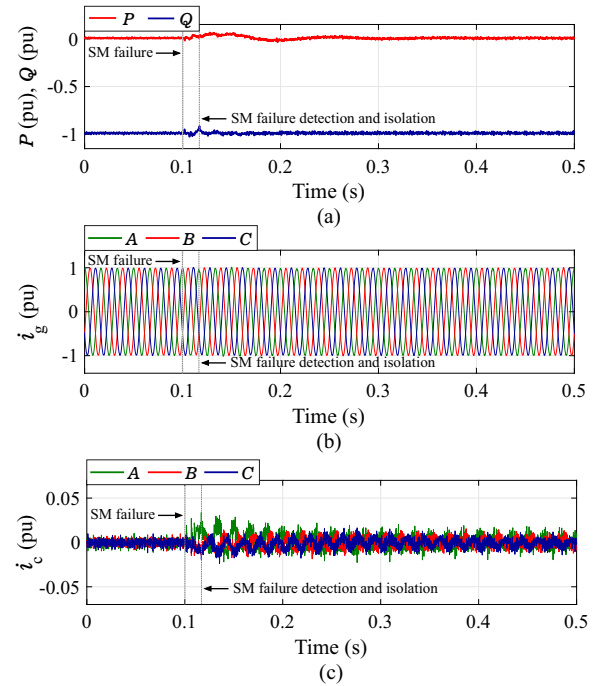 P Q
0
SM failure
-0.5
SM failure detection and isolation
-1
P (pu), Q (pu)
0 0.1 0.2 0.3 0.4 0.5
Time (s)
(a)
A B C
SM failure
1
0
-1
i_g (pu)
SM failure detection and isolation
0 0.1 0.2 0.3 0.4 0.5
Time (s)
(b)
A B C
0.05
SM failure
0
i_c (pu)
-0.05
SM failure detection and isolation
0 0.1 0.2 0.3 0.4 0.5
Time (s)
(c)